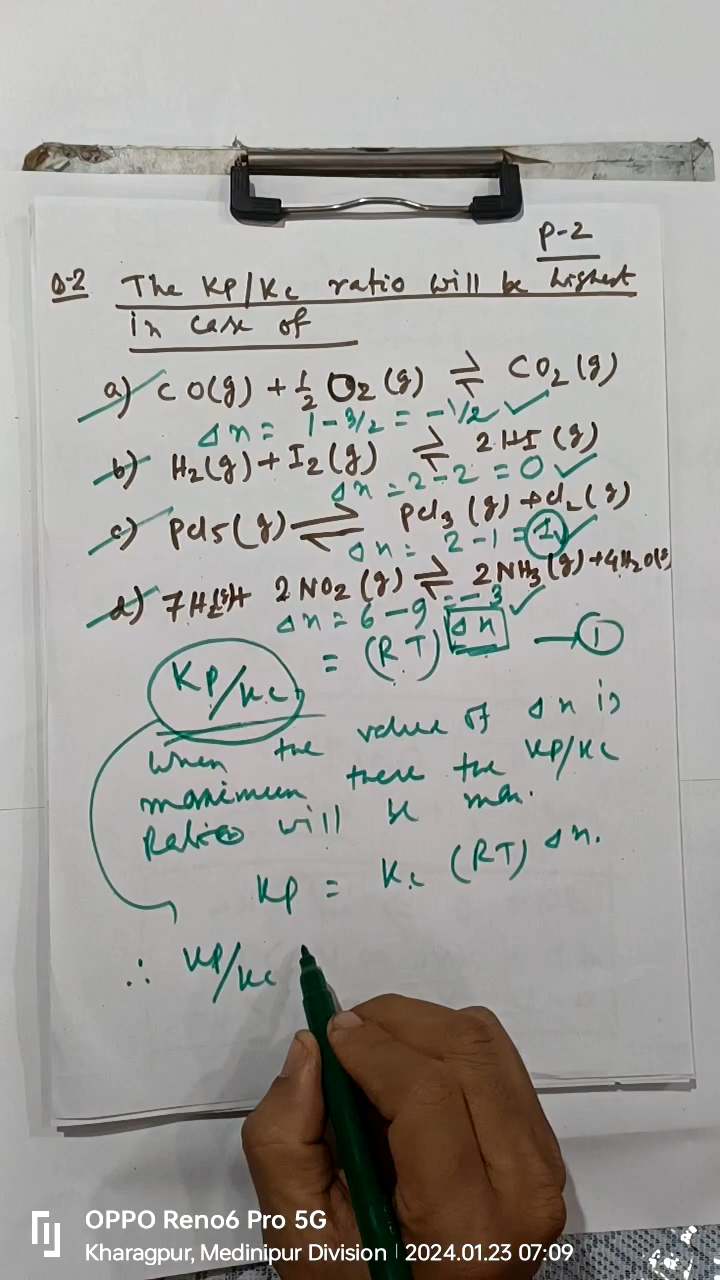 P-2
Q-2 The KP/Kc ratio will be highest
in case of
a) CO(g) + 1/2 O2(g) ⇌ CO2(g)
Δn = 1 - 3/2 = -1/2 ✓
b) H2(g) + I2(g) ⇌ 2HI(g)
Δn = 2 - 2 = 0 ✓
c) PCl5(g) ⇌ PCl3(g) + Cl2(g)
Δn = 2 - 1 = 1 ✓
d) 7H2(g)+ 2NO2(g) ⇌ 2NH3(g) + 4H2O(g)
Δn = 6 - 9 = -3 ✓
KP/Kc = (RT)^Δn — 1
When the value of Δn is
maximum there the KP/Kc
Ratio will be max.
KP = Kc (RT)^Δn.
∴ KP/Kc
OPPO Reno6 Pro 5G
Kharagpur, Medinipur Division | 2024.01.23 07:09